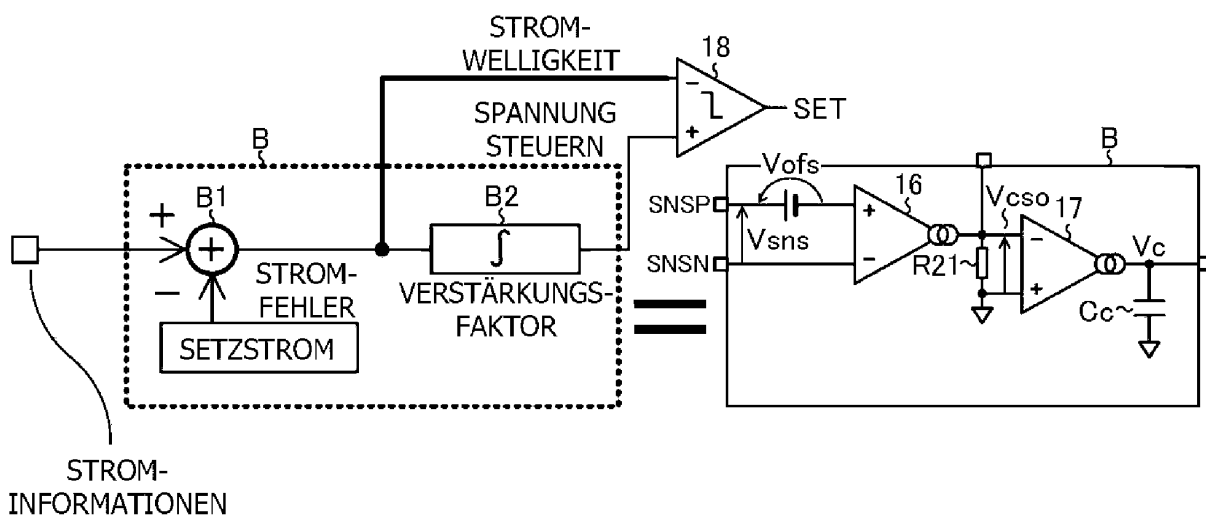 STROM-
WELLIGKEIT
18
SET
SPANNUNG
STEUERN
B
B1
B2
+
−
+
∫
−
+
STROM-
FEHLER
VERSTÄRKUNGS-
FAKTOR
SETZSTROM
STROM-
INFORMATIONEN
=
B
Vofs
SNSP
Vsns
SNSN
16
+
−
Vcso
17
R21
−
+
Vc
Cc